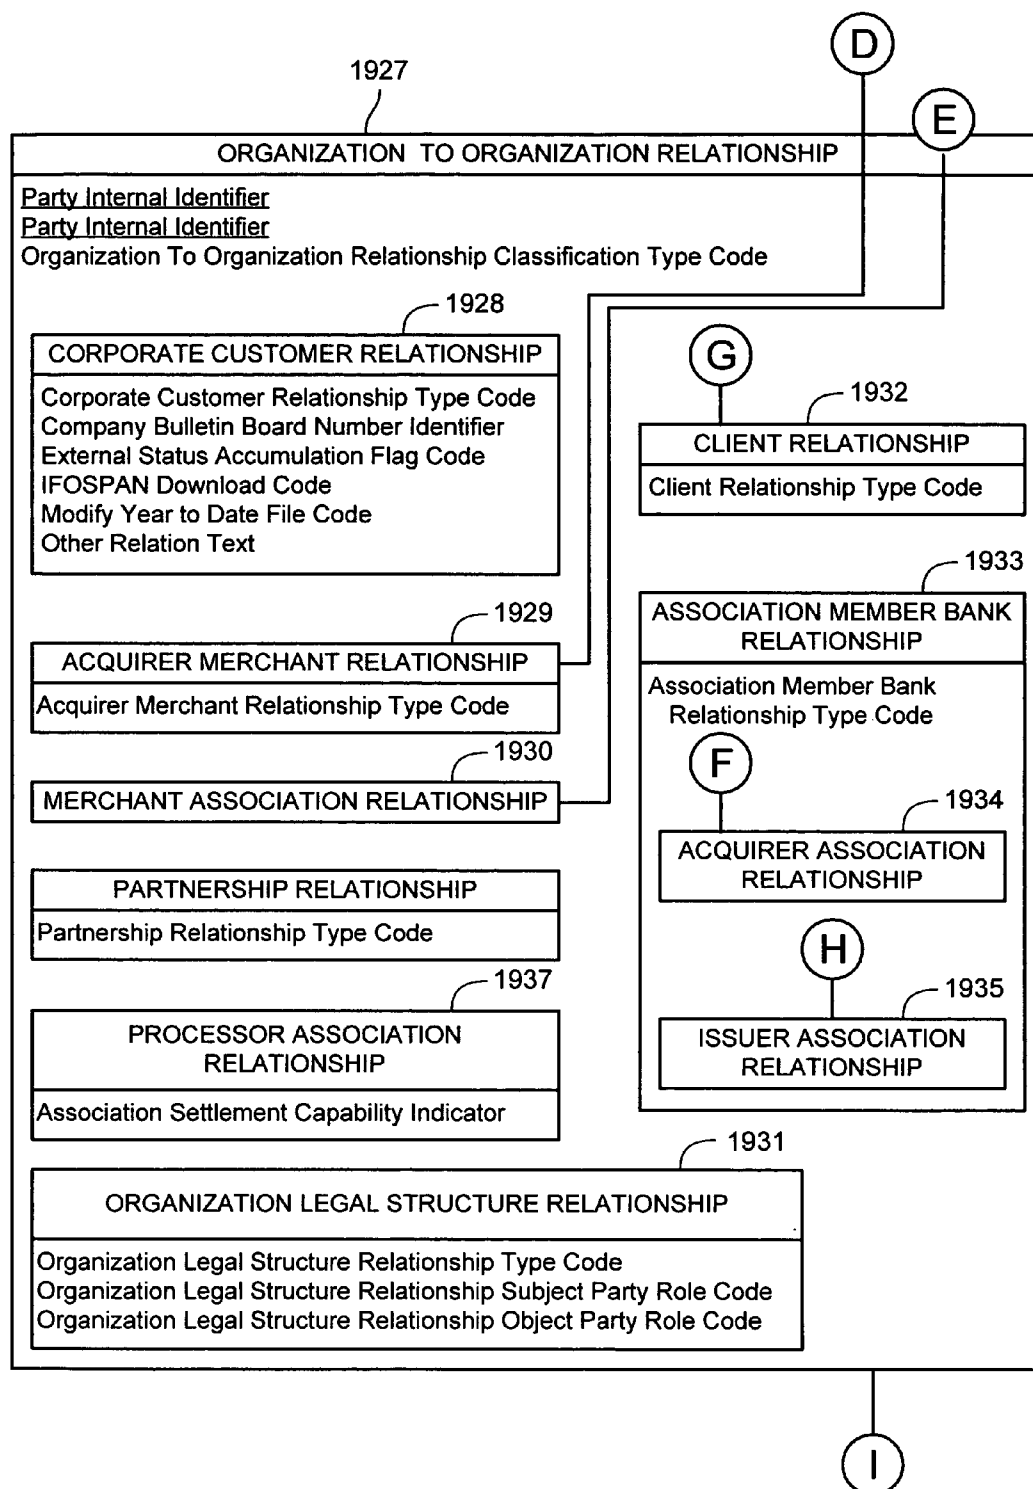 D
1927
E
ORGANIZATION TO ORGANIZATION RELATIONSHIP
Party Internal Identifier
Party Internal Identifier
Organization To Organization Relationship Classification Type Code
1928
CORPORATE CUSTOMER RELATIONSHIP
Corporate Customer Relationship Type Code
Company Bulletin Board Number Identifier
External Status Accumulation Flag Code
IFOSPAN Download Code
Modify Year to Date File Code
Other Relation Text
G
1932
CLIENT RELATIONSHIP
Client Relationship Type Code
1929
ACQUIRER MERCHANT RELATIONSHIP
Acquirer Merchant Relationship Type Code
1930
MERCHANT ASSOCIATION RELATIONSHIP
1933
ASSOCIATION MEMBER BANK
RELATIONSHIP
Association Member Bank
Relationship Type Code
F
1934
ACQUIRER ASSOCIATION
RELATIONSHIP
H
1935
ISSUER ASSOCIATION
RELATIONSHIP
PARTNERSHIP RELATIONSHIP
Partnership Relationship Type Code
1937
PROCESSOR ASSOCIATION
RELATIONSHIP
Association Settlement Capability Indicator
1931
ORGANIZATION LEGAL STRUCTURE RELATIONSHIP
Organization Legal Structure Relationship Type Code
Organization Legal Structure Relationship Subject Party Role Code
Organization Legal Structure Relationship Object Party Role Code
I